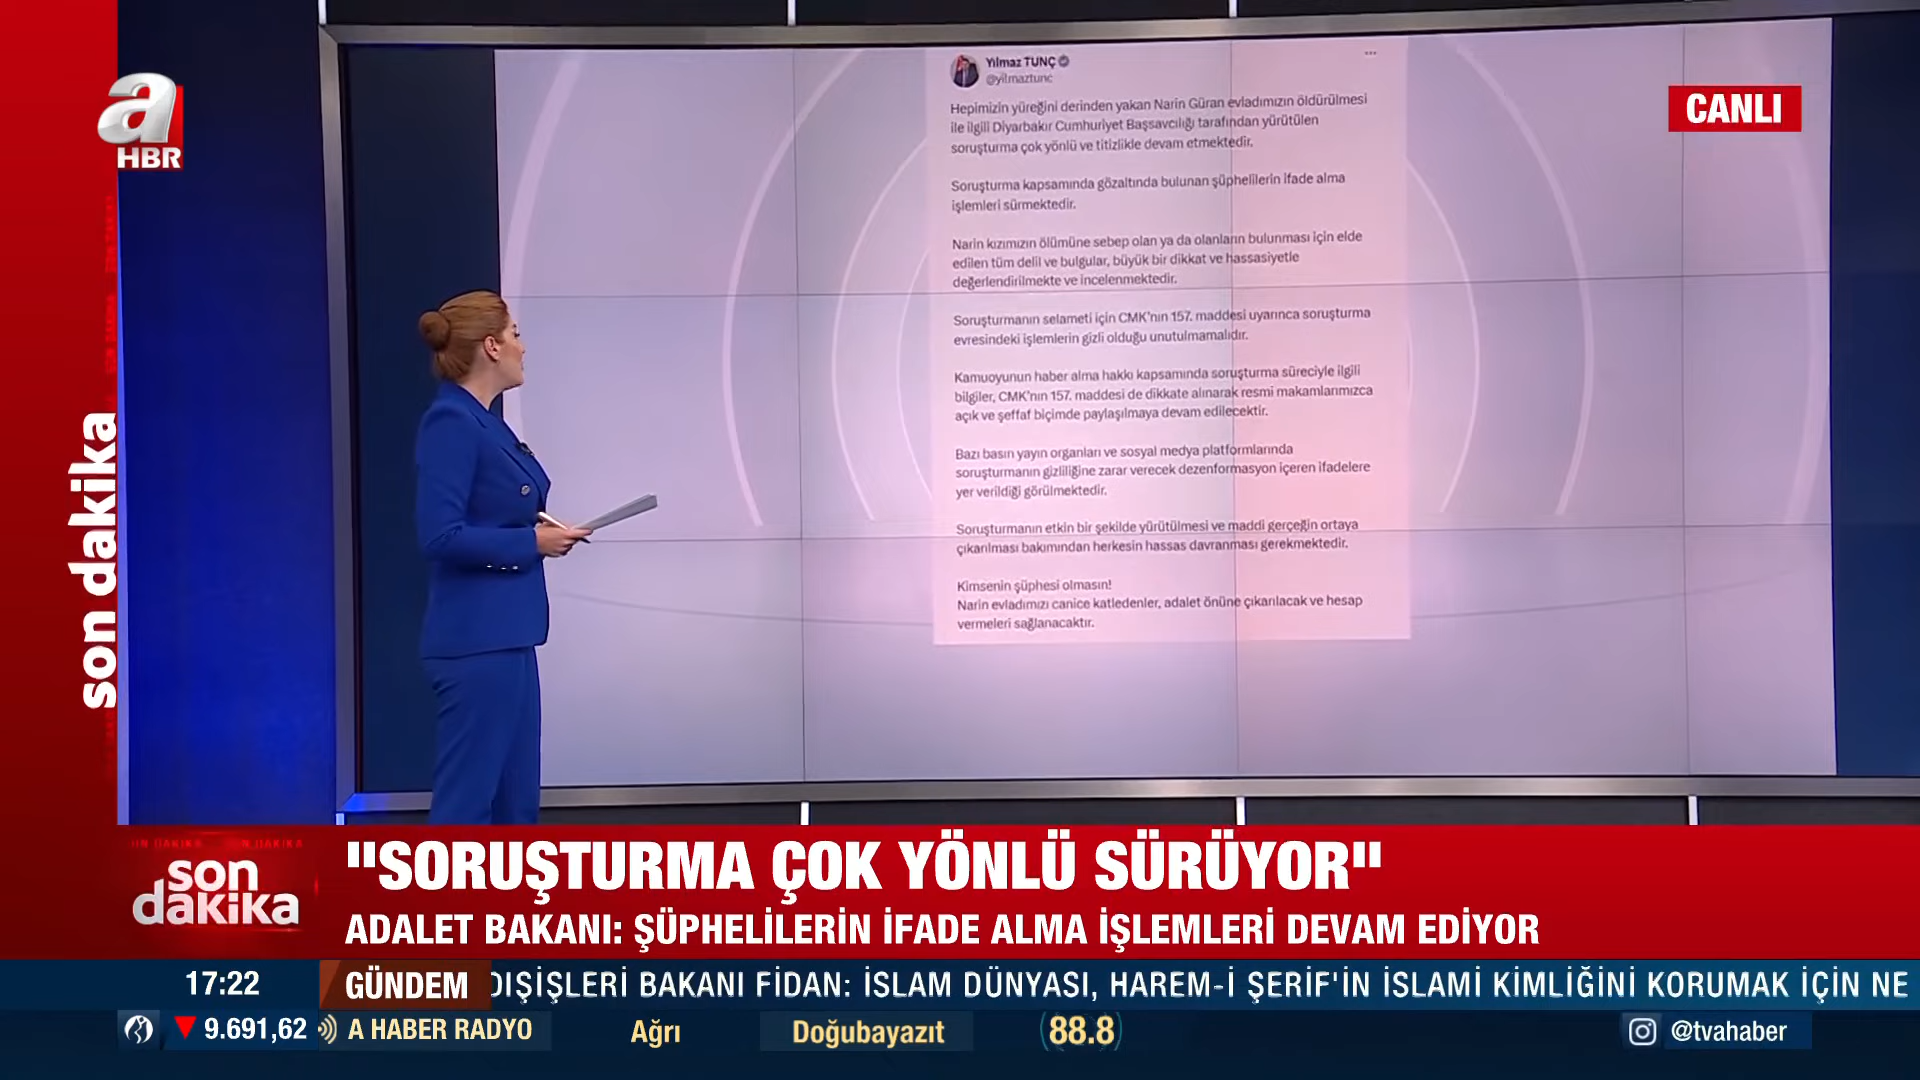 a
HBR
CANLI
son dakika
Yılmaz TUNÇ
@yilmaztunc
Hepimizin yüreğini derinden yakan Narin Güran evladımızın öldürülmesi
ile ilgili Diyarbakır Cumhuriyet Başsavcılığı tarafından yürütülen
soruşturma çok yönlü ve titizlikle devam etmektedir.
Soruşturma kapsamında gözaltında bulunan şüphelilerin ifade alma
işlemleri sürmektedir.
Narin kızımızın ölümüne sebep olan ya da olanların bulunması için elde
edilen tüm delil ve bulgular, büyük bir dikkat ve hassasiyetle
değerlendirilmekte ve incelenmektedir.
Soruşturmanın selameti için CMK'nın 157. maddesi uyarınca soruşturma
evresindeki işlemlerin gizli olduğu unutulmamalıdır.
Kamuoyunun haber alma hakkı kapsamında soruşturma süreciyle ilgili
bilgiler, CMK'nın 157. maddesi de dikkate alınarak resmi makamlarımızca
açık ve şeffaf biçimde paylaşılmaya devam edilecektir.
Bazı basın yayın organları ve sosyal medya platformlarında
soruşturmanın gizliliğine zarar verecek dezenformasyon içeren ifadelere
yer verildiği görülmektedir.
Soruşturmanın etkin bir şekilde yürütülmesi ve maddi gerçeğin ortaya
çıkarılması bakımından herkesin hassas davranması gerekmektedir.
Kimsenin şüphesi olmasın!
Narin evladımızı canice katledenler, adalet önüne çıkarılacak ve hesap
vermeleri sağlanacaktır.
son
dakika
"SORUŞTURMA ÇOK YÖNLÜ SÜRÜYOR"
ADALET BAKANI: ŞÜPHELİLERİN İFADE ALMA İŞLEMLERİ DEVAM EDİYOR
17:22
GÜNDEM
DIŞİŞLERİ BAKANI FİDAN: İSLAM DÜNYASI, HAREM-İ ŞERİF'İN İSLAMİ KİMLİĞİNİ KORUMAK İÇİN NE
9.691,62
A HABER RADYO
Ağrı
Doğubayazıt
88.8
@tvahaber